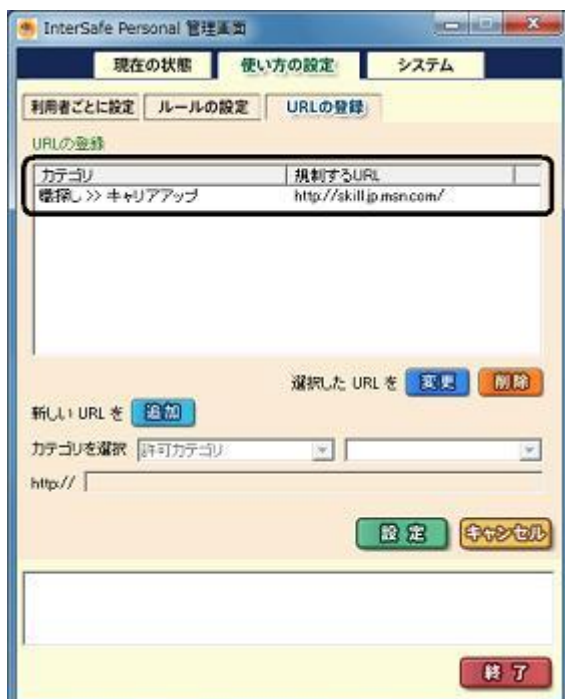 InterSafe Personal 管理画面
現在の状態 使い方の設定 システム
利用者ごとに設定 ルールの設定 URLの登録
URLの登録
カテゴリ 規制するURL
職探し >> キャリアアップ http://skill.jp.msn.com/
選択した URL を 変更 削除
新しい URL を 追加
カテゴリを選択 許可カテゴリ
http://
設定 キャンセル
終了